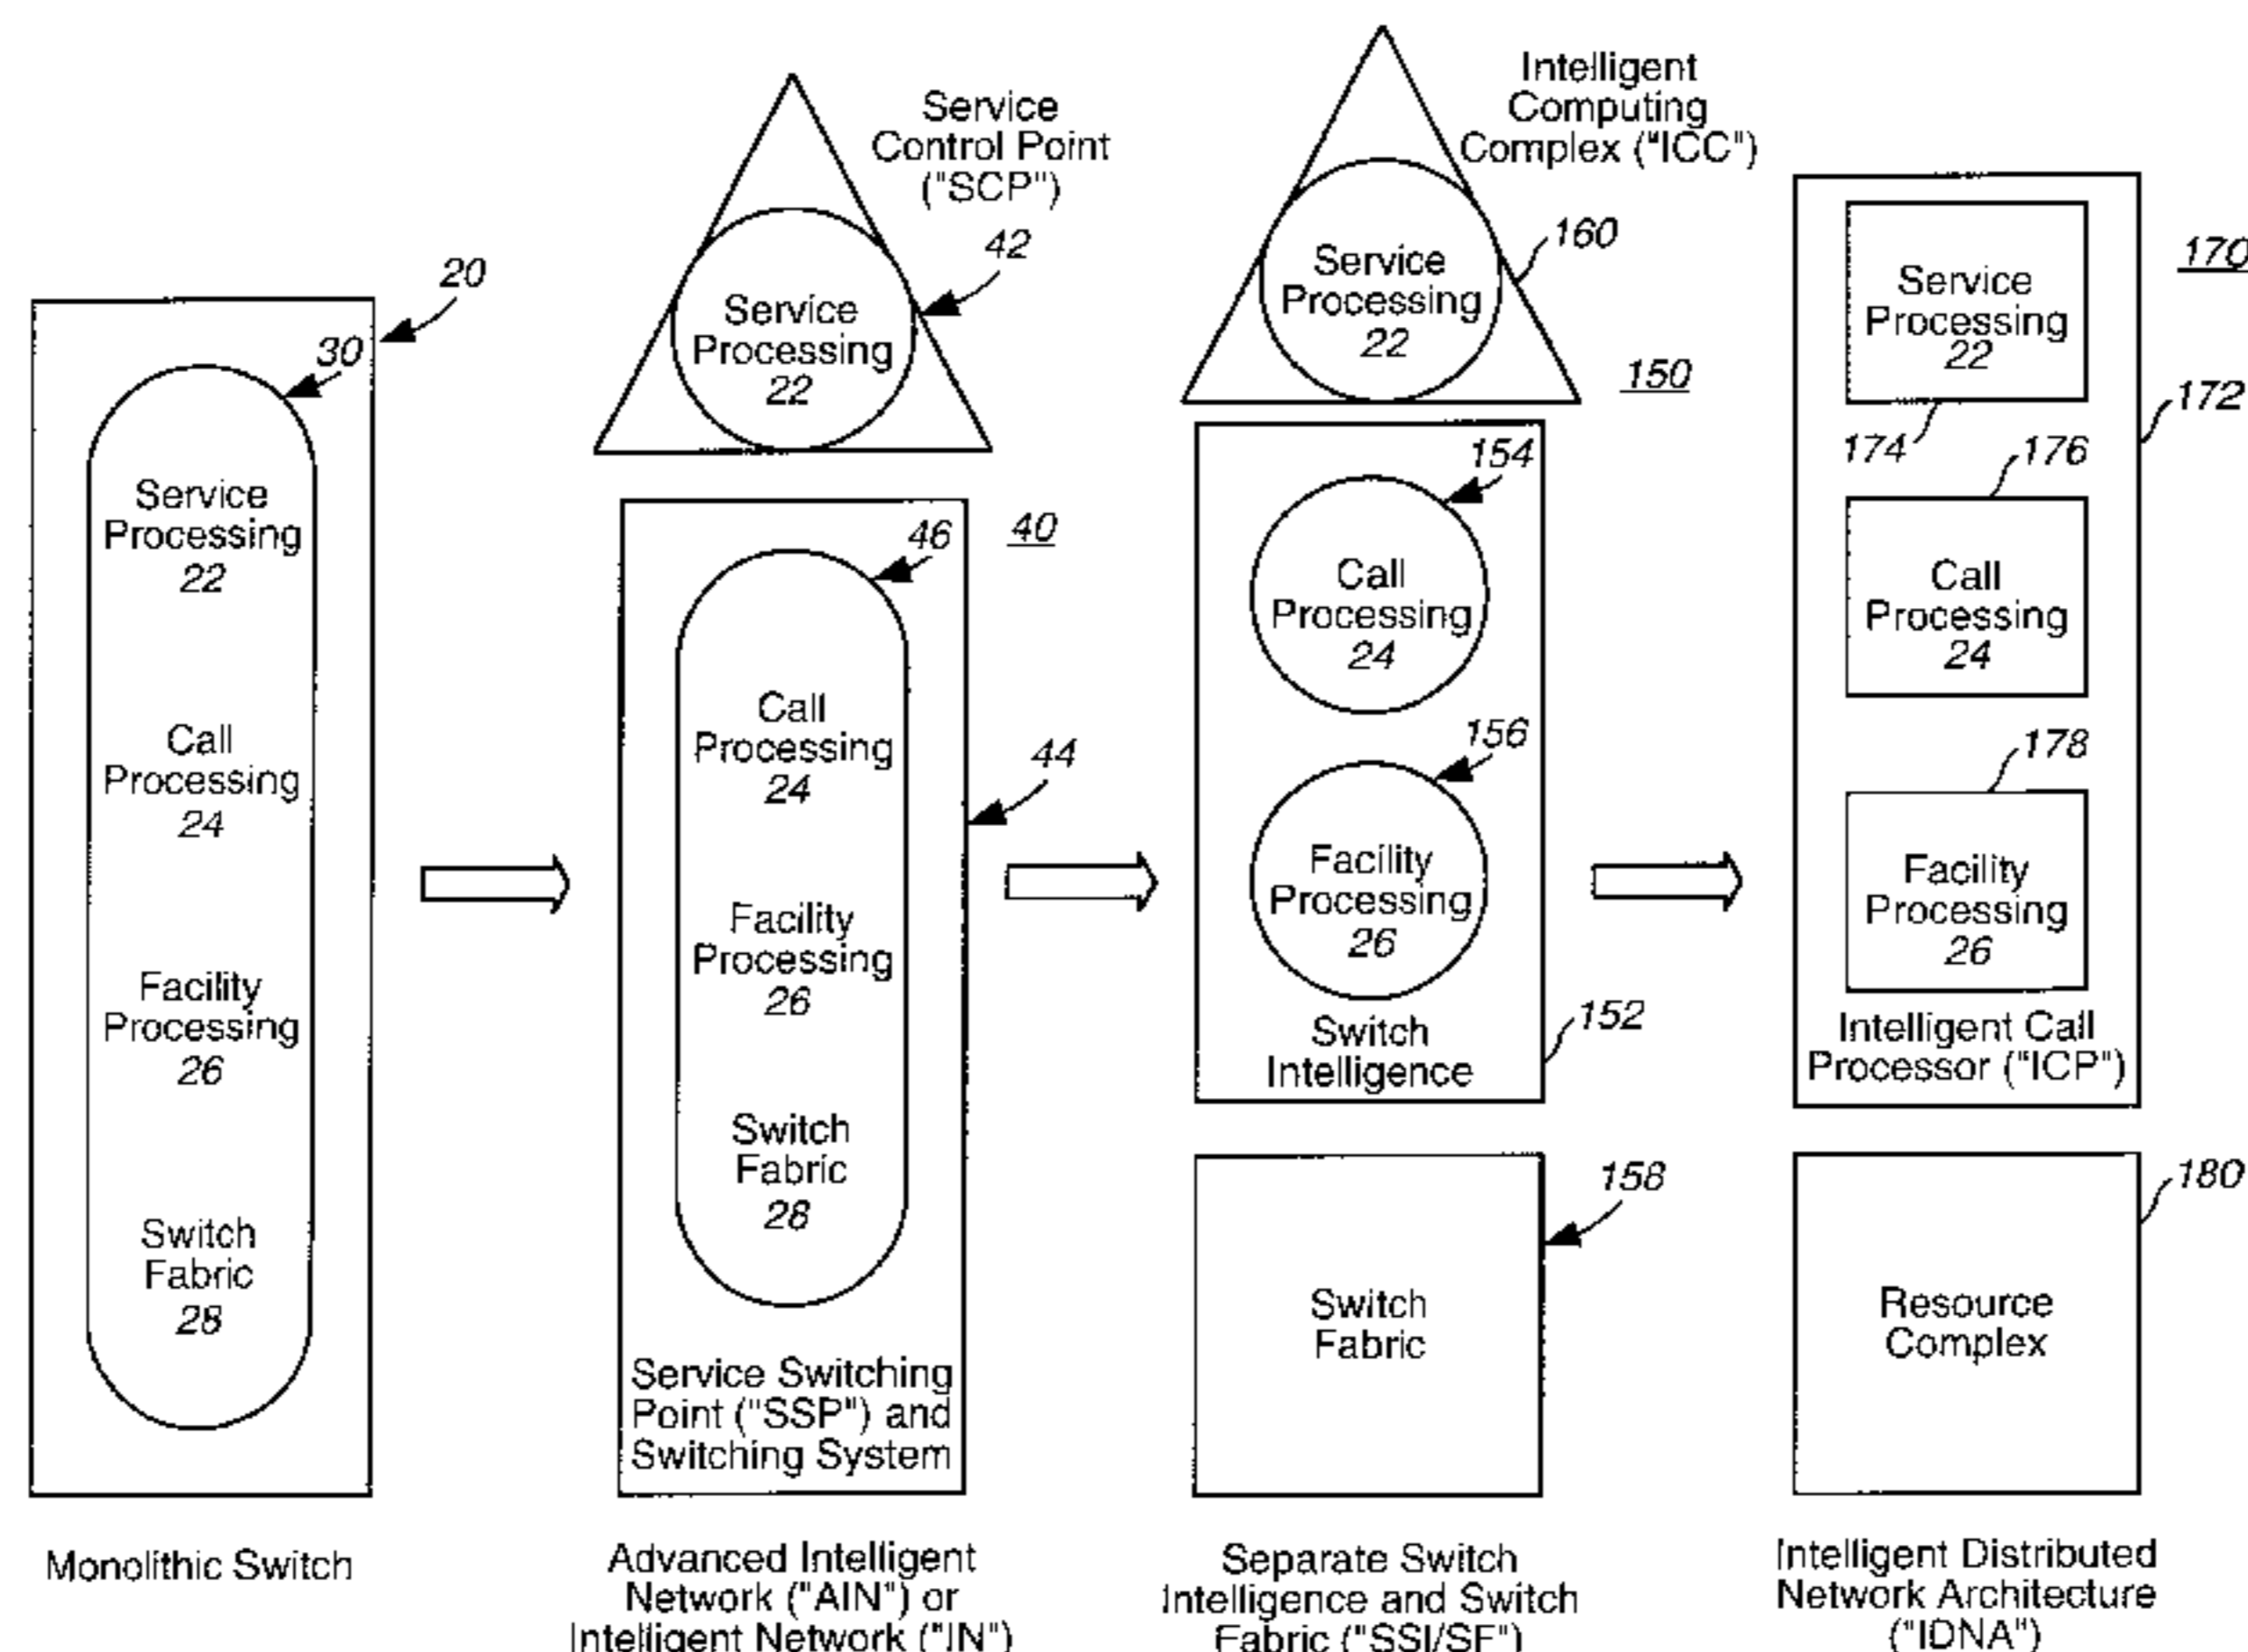 20
30
Service
Processing
22
Call
Processing
24
Facility
Processing
26
Switch
Fabric
28
Monolithic Switch
Service
Control Point
("SCP")
42
Service
Processing
22
40
46
Call
Processing
24
44
Facility
Processing
26
Switch
Fabric
28
Service Switching
Point ("SSP") and
Switching System
Advanced Intelligent
Network ("AIN") or
Intelligent Network ("IN")
Intelligent
Computing
Complex ("ICC")
160
Service
Processing
22
150
154
Call
Processing
24
156
Facility
Processing
26
Switch
Intelligence
152
158
Switch
Fabric
Separate Switch
Intelligence and Switch
Fabric ("SSI/SF")
170
Service
Processing
22
172
174
176
Call
Processing
24
178
Facility
Processing
26
Intelligent Call
Processor ("ICP")
180
Resource
Complex
Intelligent Distributed
Network Architecture
("IDNA")